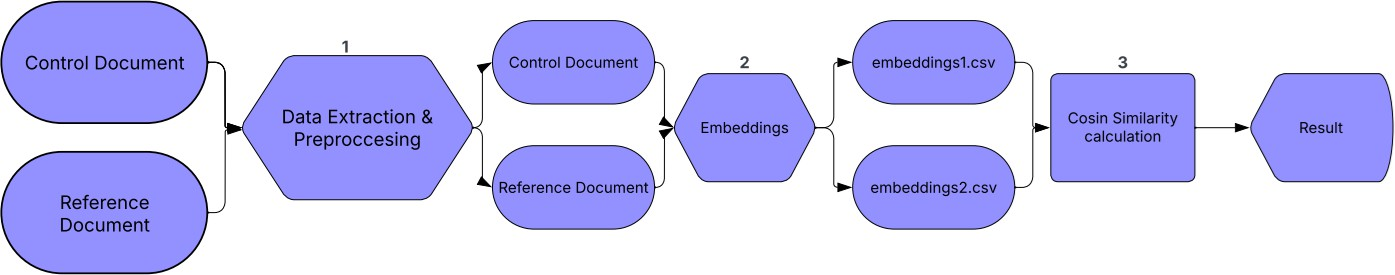 Control Document
Reference
Document
1
Data Extraction &
Preproccesing
Control Document
Reference Document
2
Embeddings
embeddings1.csv
embeddings2.csv
3
Cosin Similarity
calculation
Result